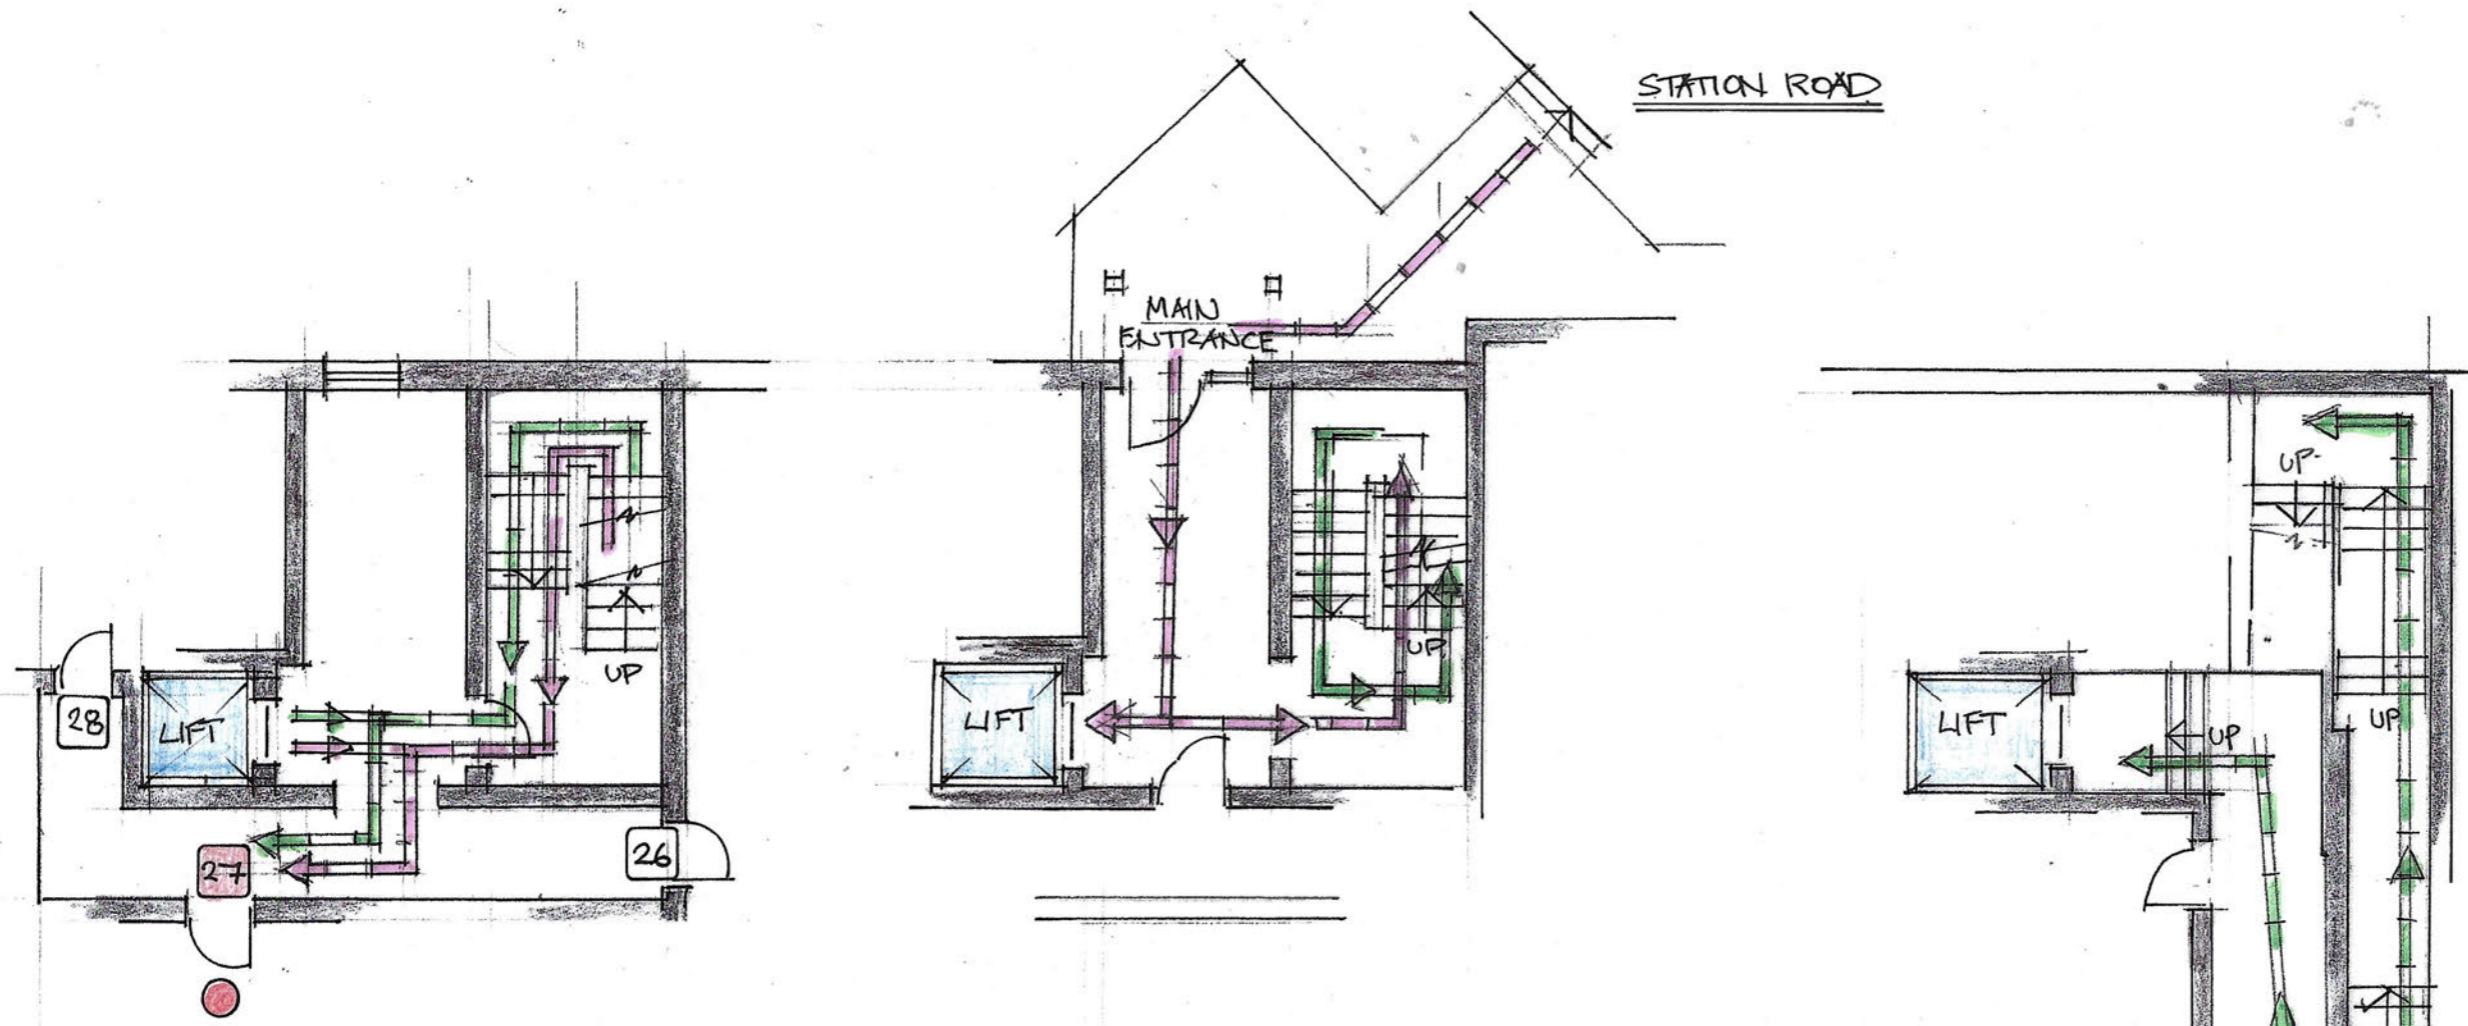 STATION ROAD
MAIN
ENTRANCE
UP
UP
UP
UP
UP
LIFT
LIFT
LIFT
28
27
26